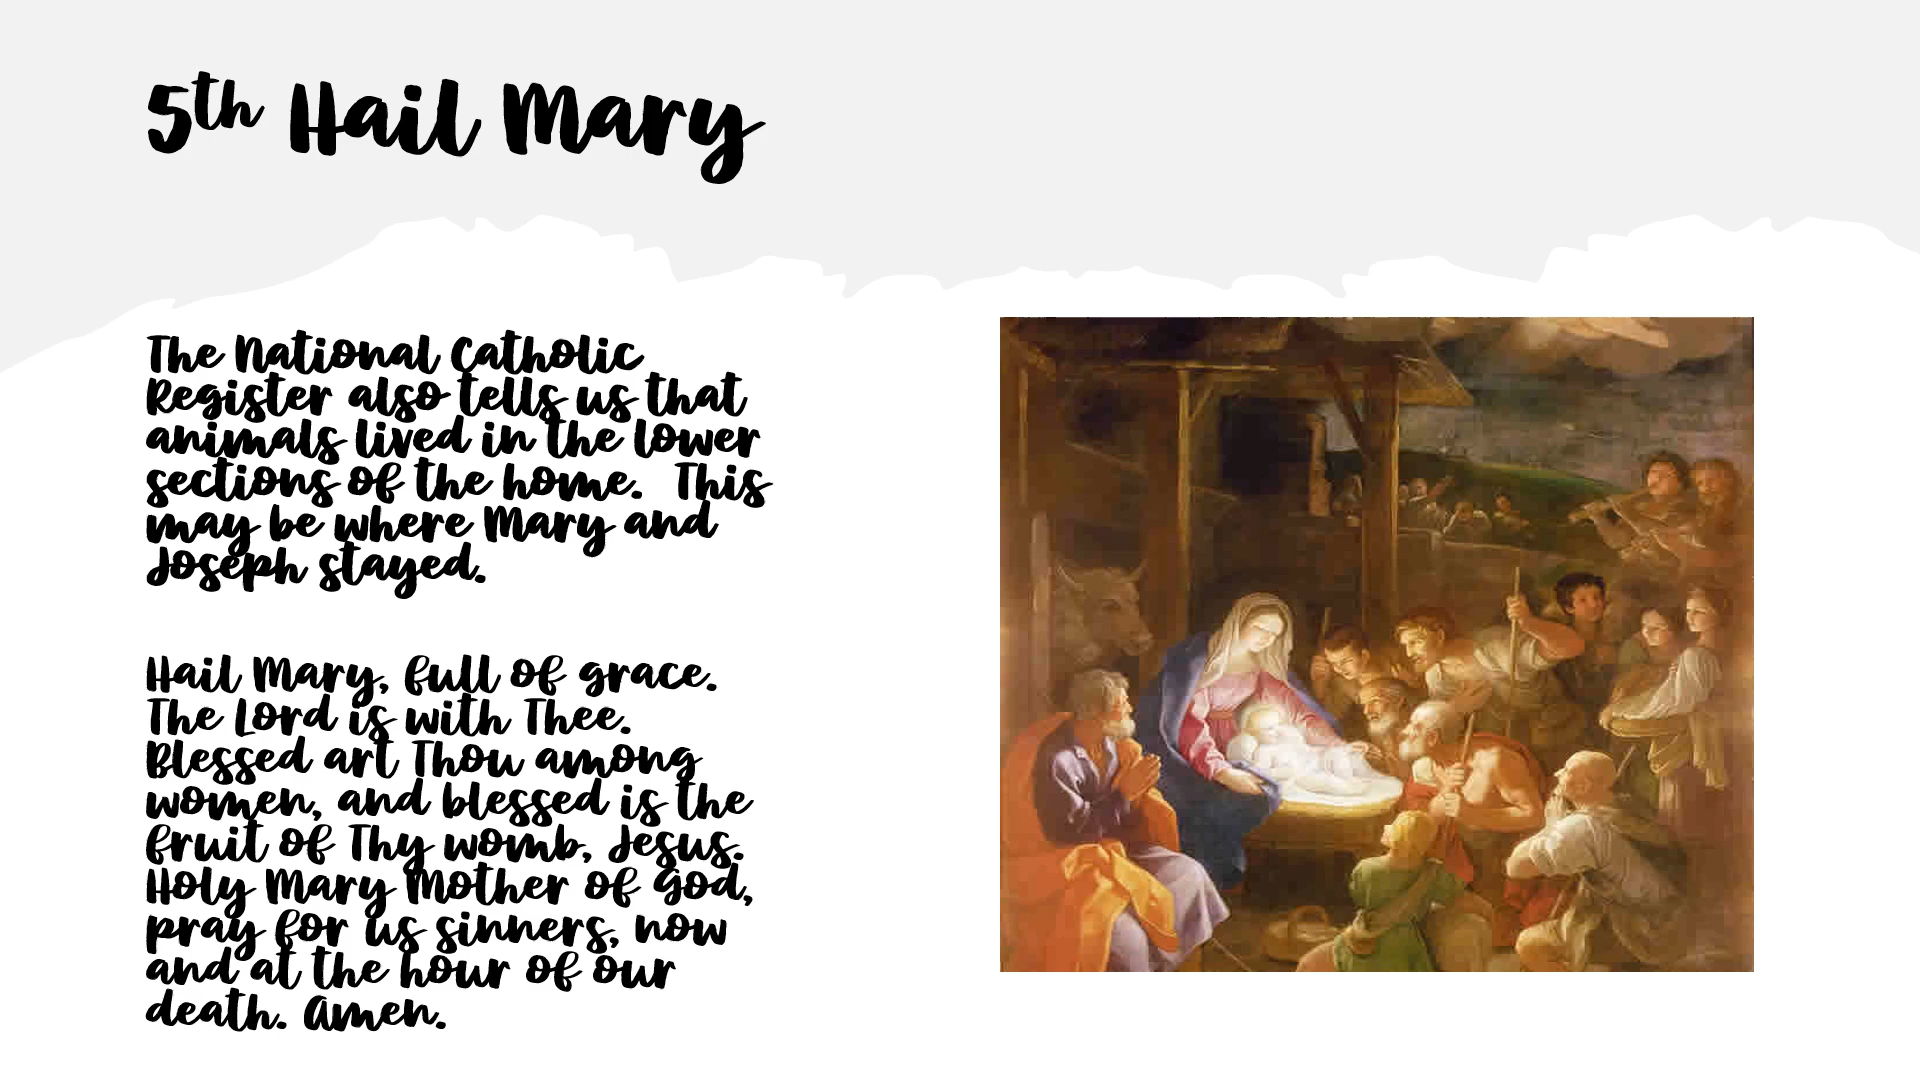 5th Hail Mary
The National Catholic
Register also tells us that
animals lived in the lower
sections of the home.  This
may be where Mary and
Joseph stayed.
Hail Mary, full of grace.
The Lord is with Thee.
Blessed art Thou among
women, and blessed is the
fruit of Thy womb, Jesus.
Holy Mary Mother of God,
pray for us sinners, now
and at the hour of our
death. Amen.